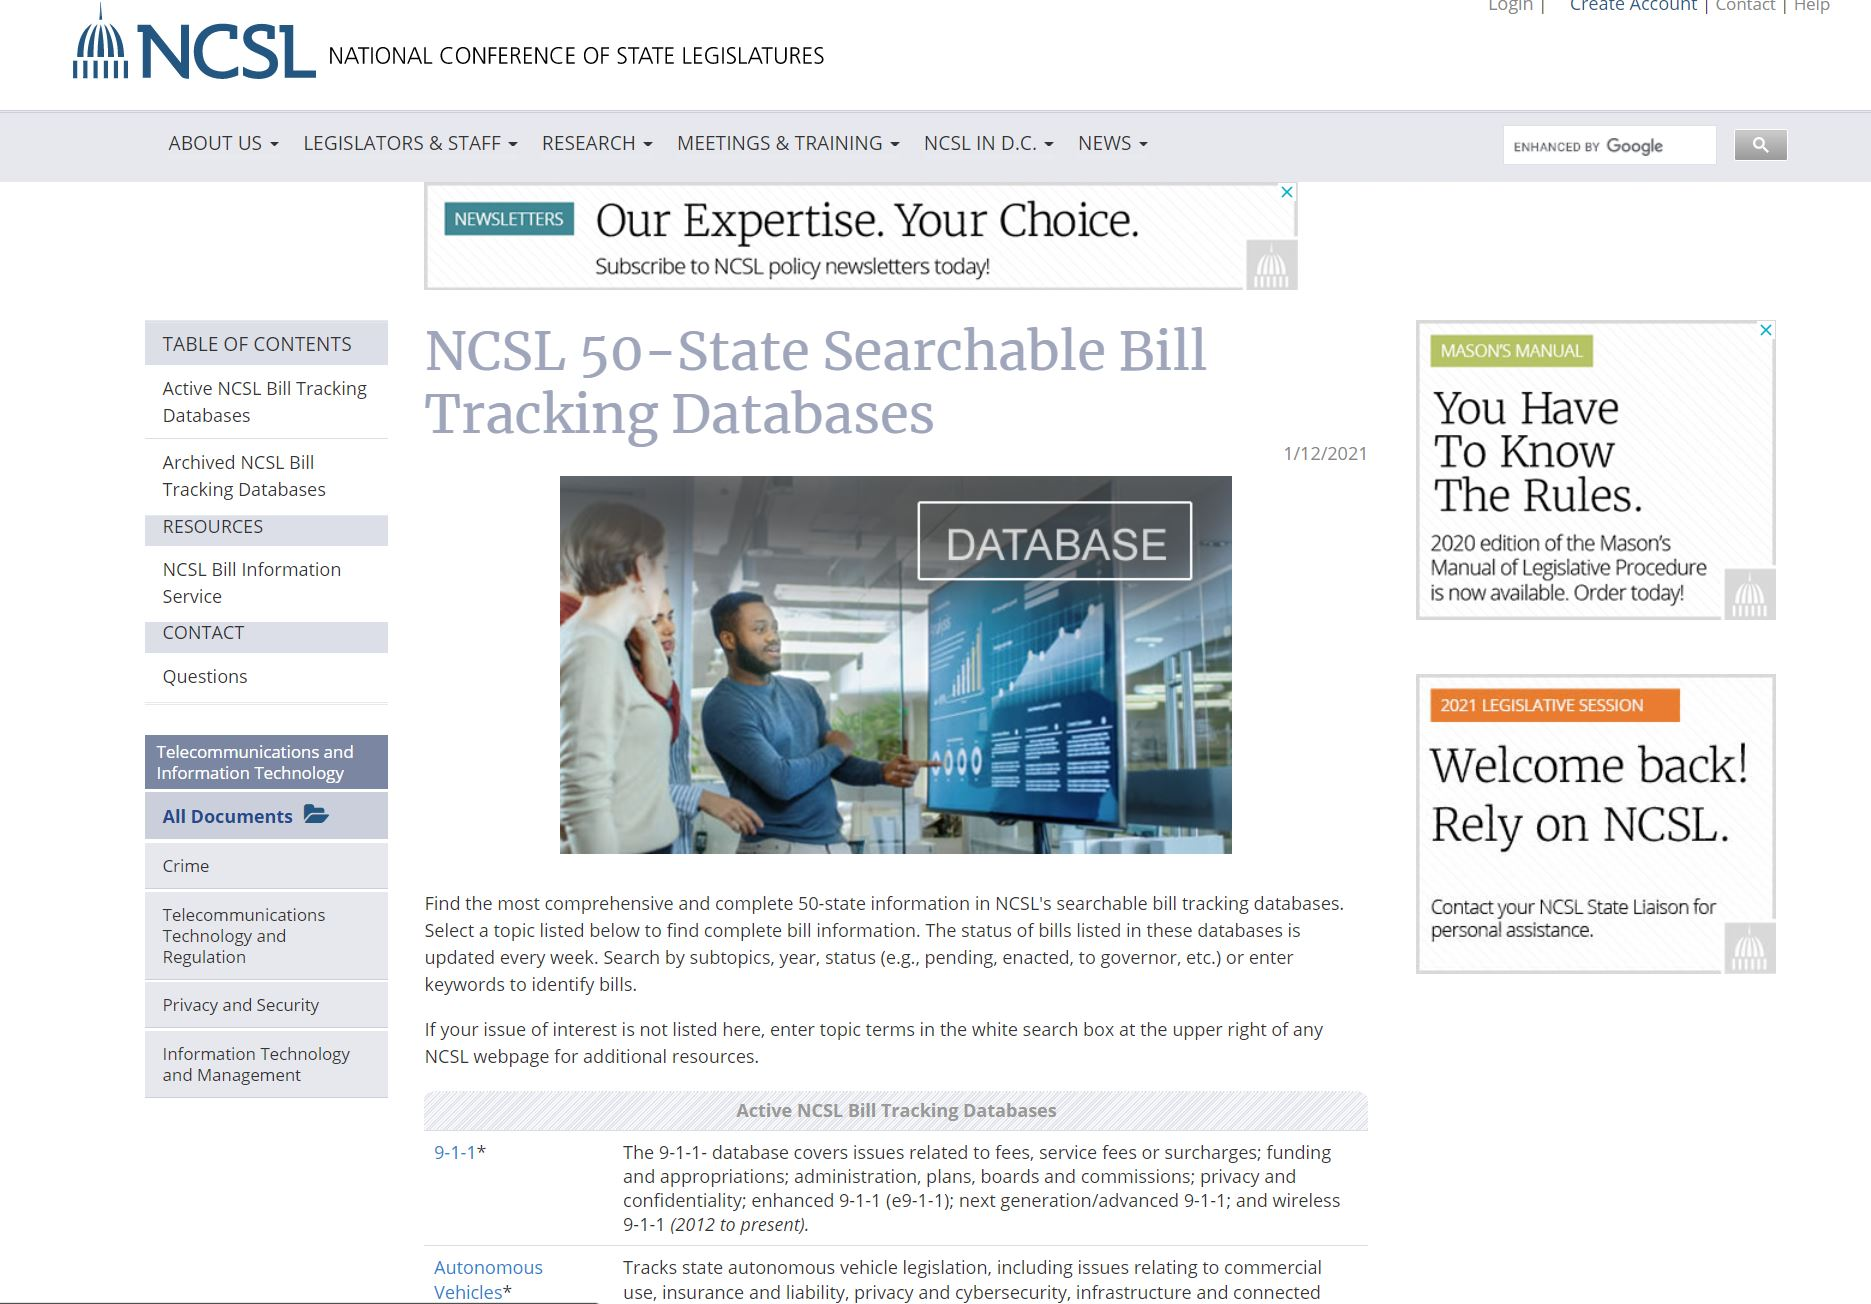 Login | Create Account | Contact | Help
NCSL NATIONAL CONFERENCE OF STATE LEGISLATURES
ABOUT US LEGISLATORS & STAFF RESEARCH MEETINGS & TRAINING NCSL IN D.C. NEWS
ENHANCED BY Google
NEWSLETTERS
Our Expertise. Your Choice.
Subscribe to NCSL policy newsletters today!
TABLE OF CONTENTS
Active NCSL Bill Tracking
Databases
Archived NCSL Bill
Tracking Databases
RESOURCES
NCSL Bill Information
Service
CONTACT
Questions
Telecommunications and
Information Technology
All Documents
Crime
Telecommunications
Technology and
Regulation
Privacy and Security
Information Technology
and Management
NCSL 50-State Searchable Bill
Tracking Databases
1/12/2021
DATABASE
Find the most comprehensive and complete 50-state information in NCSL's searchable bill tracking databases.
Select a topic listed below to find complete bill information. The status of bills listed in these databases is
updated every week. Search by subtopics, year, status (e.g., pending, enacted, to governor, etc.) or enter
keywords to identify bills.
If your issue of interest is not listed here, enter topic terms in the white search box at the upper right of any
NCSL webpage for additional resources.
Active NCSL Bill Tracking Databases
9-1-1*
The 9-1-1- database covers issues related to fees, service fees or surcharges; funding
and appropriations; administration, plans, boards and commissions; privacy and
confidentiality; enhanced 9-1-1 (e9-1-1); next generation/advanced 9-1-1; and wireless
9-1-1 (2012 to present).
Autonomous
Vehicles*
Tracks state autonomous vehicle legislation, including issues relating to commercial
use, insurance and liability, privacy and cybersecurity, infrastructure and connected
MASON'S MANUAL
You Have
To Know
The Rules.
2020 edition of the Mason's
Manual of Legislative Procedure
is now available. Order today!
2021 LEGISLATIVE SESSION
Welcome back!
Rely on NCSL.
Contact your NCSL State Liaison for
personal assistance.